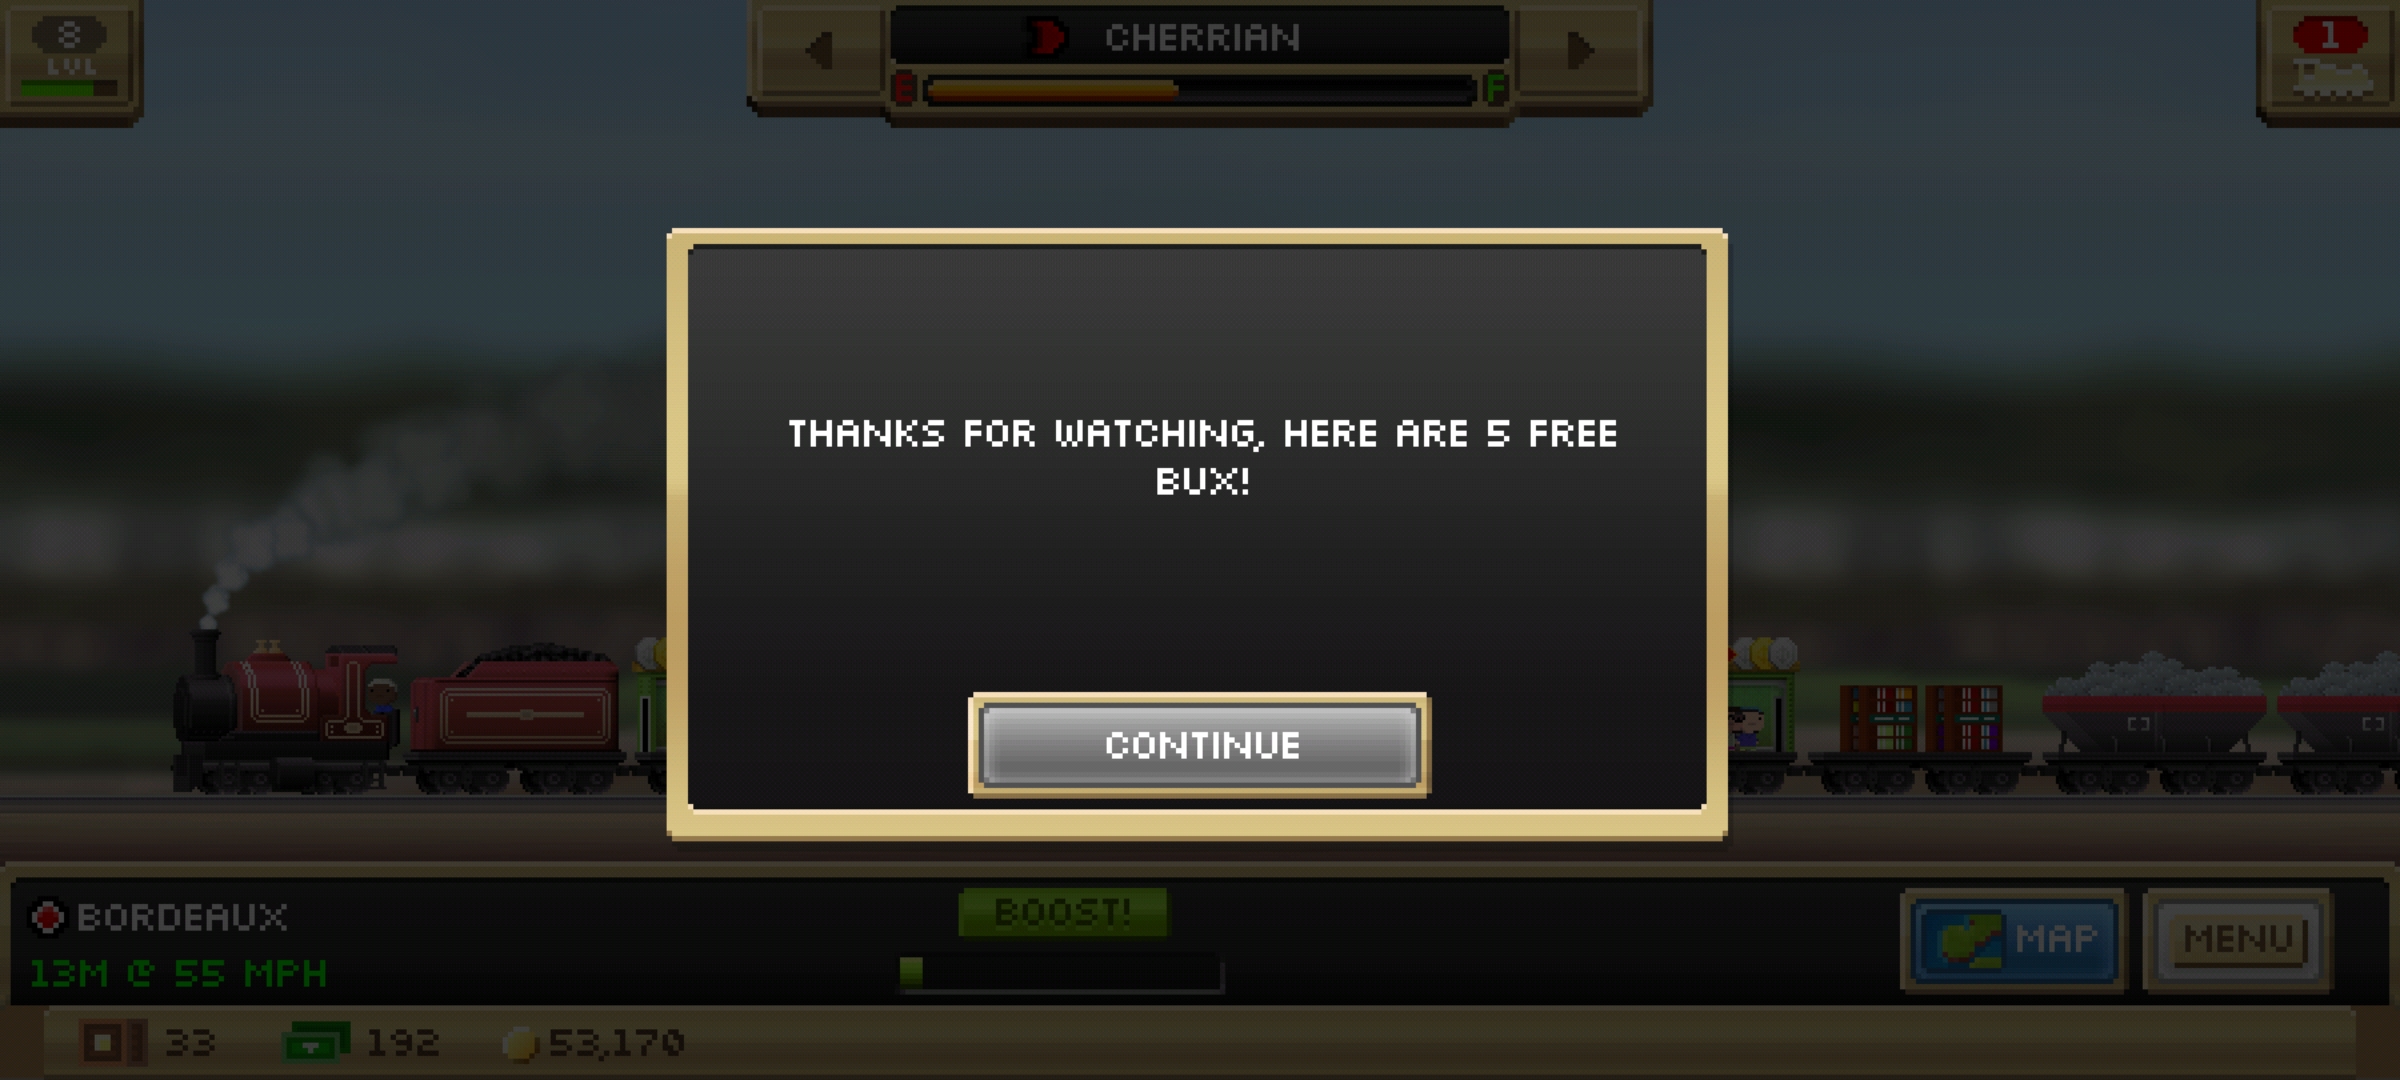 8
LVL
CHERRIAN
E F
1
THANKS FOR WATCHING, HERE ARE 5 FREE
BUX!
CONTINUE
BORDEAUX
13M @ 55 MPH
BOOST!
MAP
MENU
33
192
53,170